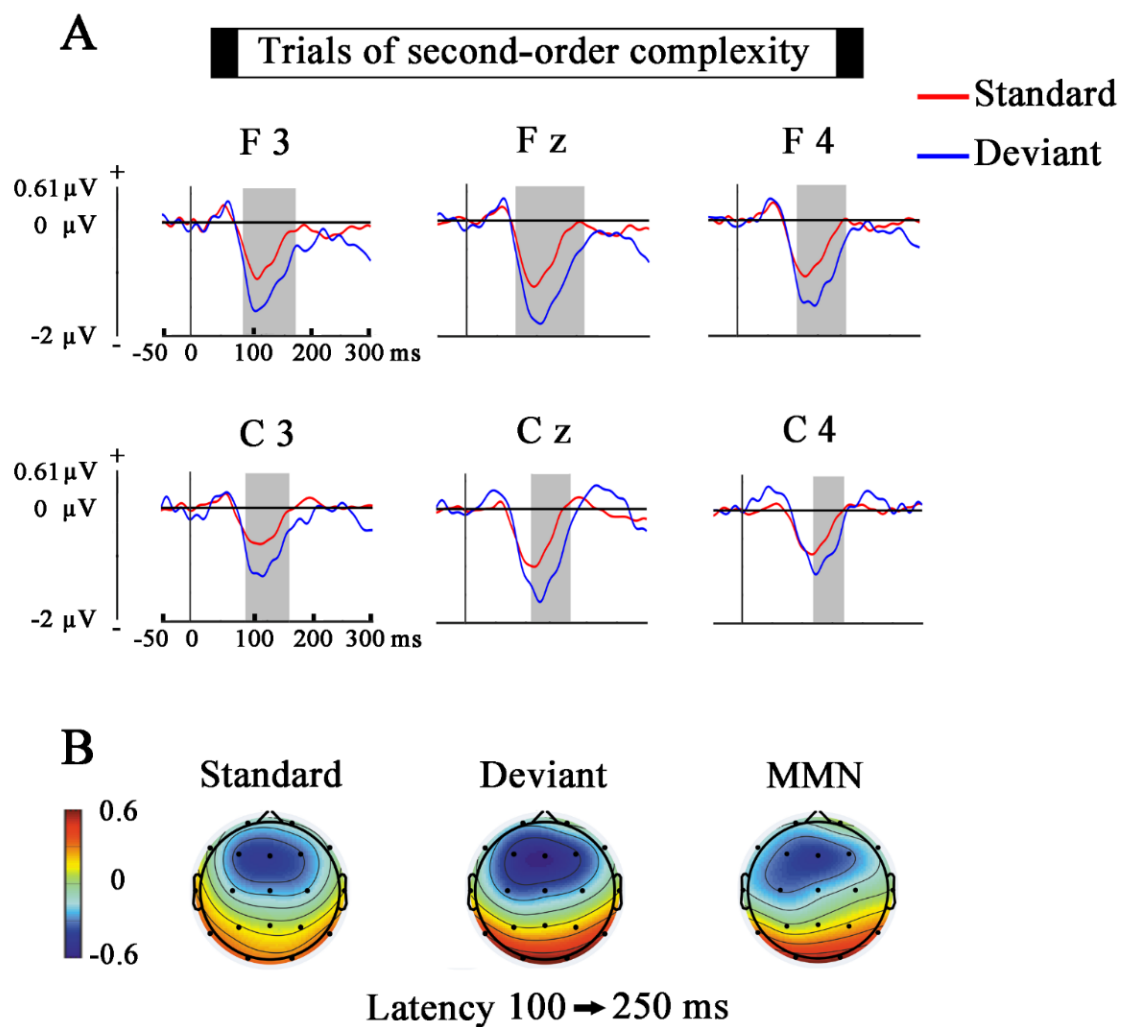 A
Trials of second-order complexity
Standard
Deviant
F 3
F z
F 4
+
0.61 µV
0 µV
-2 µV
-
-50 0 100 200 300 ms
C 3
C z
C 4
+
0.61 µV
0 µV
-2 µV
-
-50 0 100 200 300 ms
B
Standard
Deviant
MMN
0.6
0
-0.6
Latency 100 → 250 ms